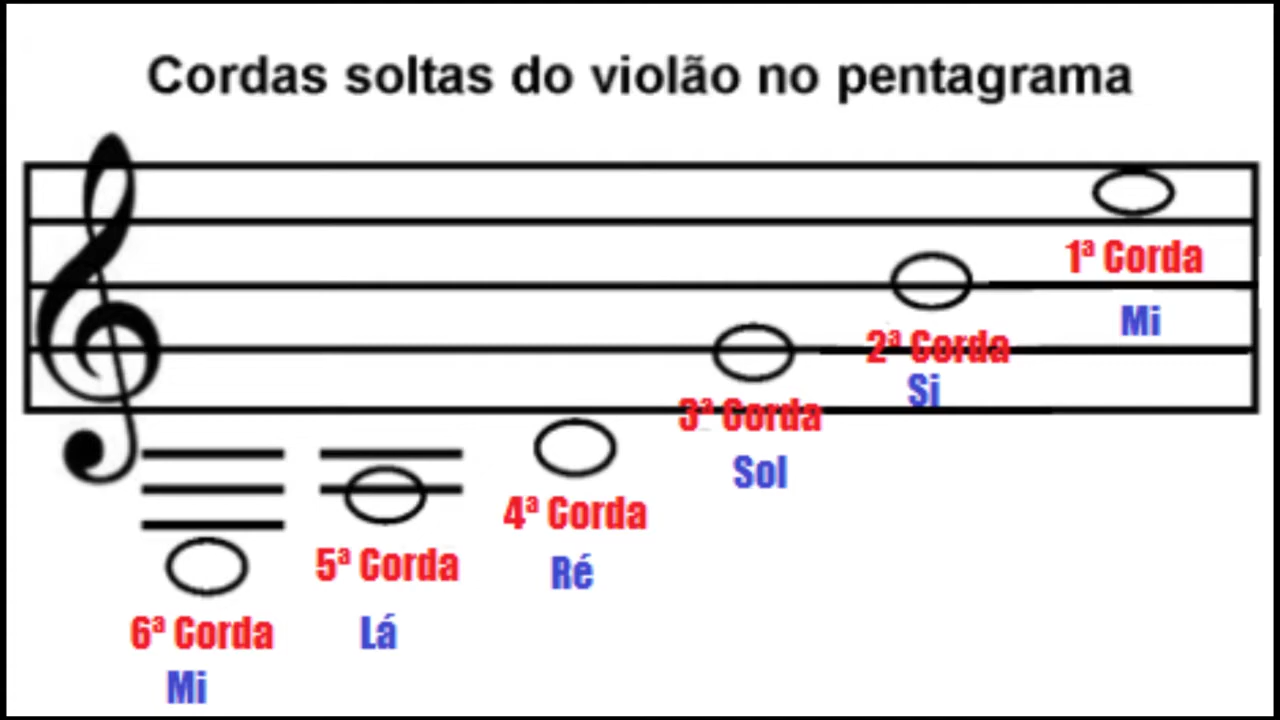 Cordas soltas do violão no pentagrama
6ª Corda
Mi
5ª Corda
Lá
4ª Corda
Ré
3ª Corda
Sol
2ª Corda
Si
1ª Corda
Mi